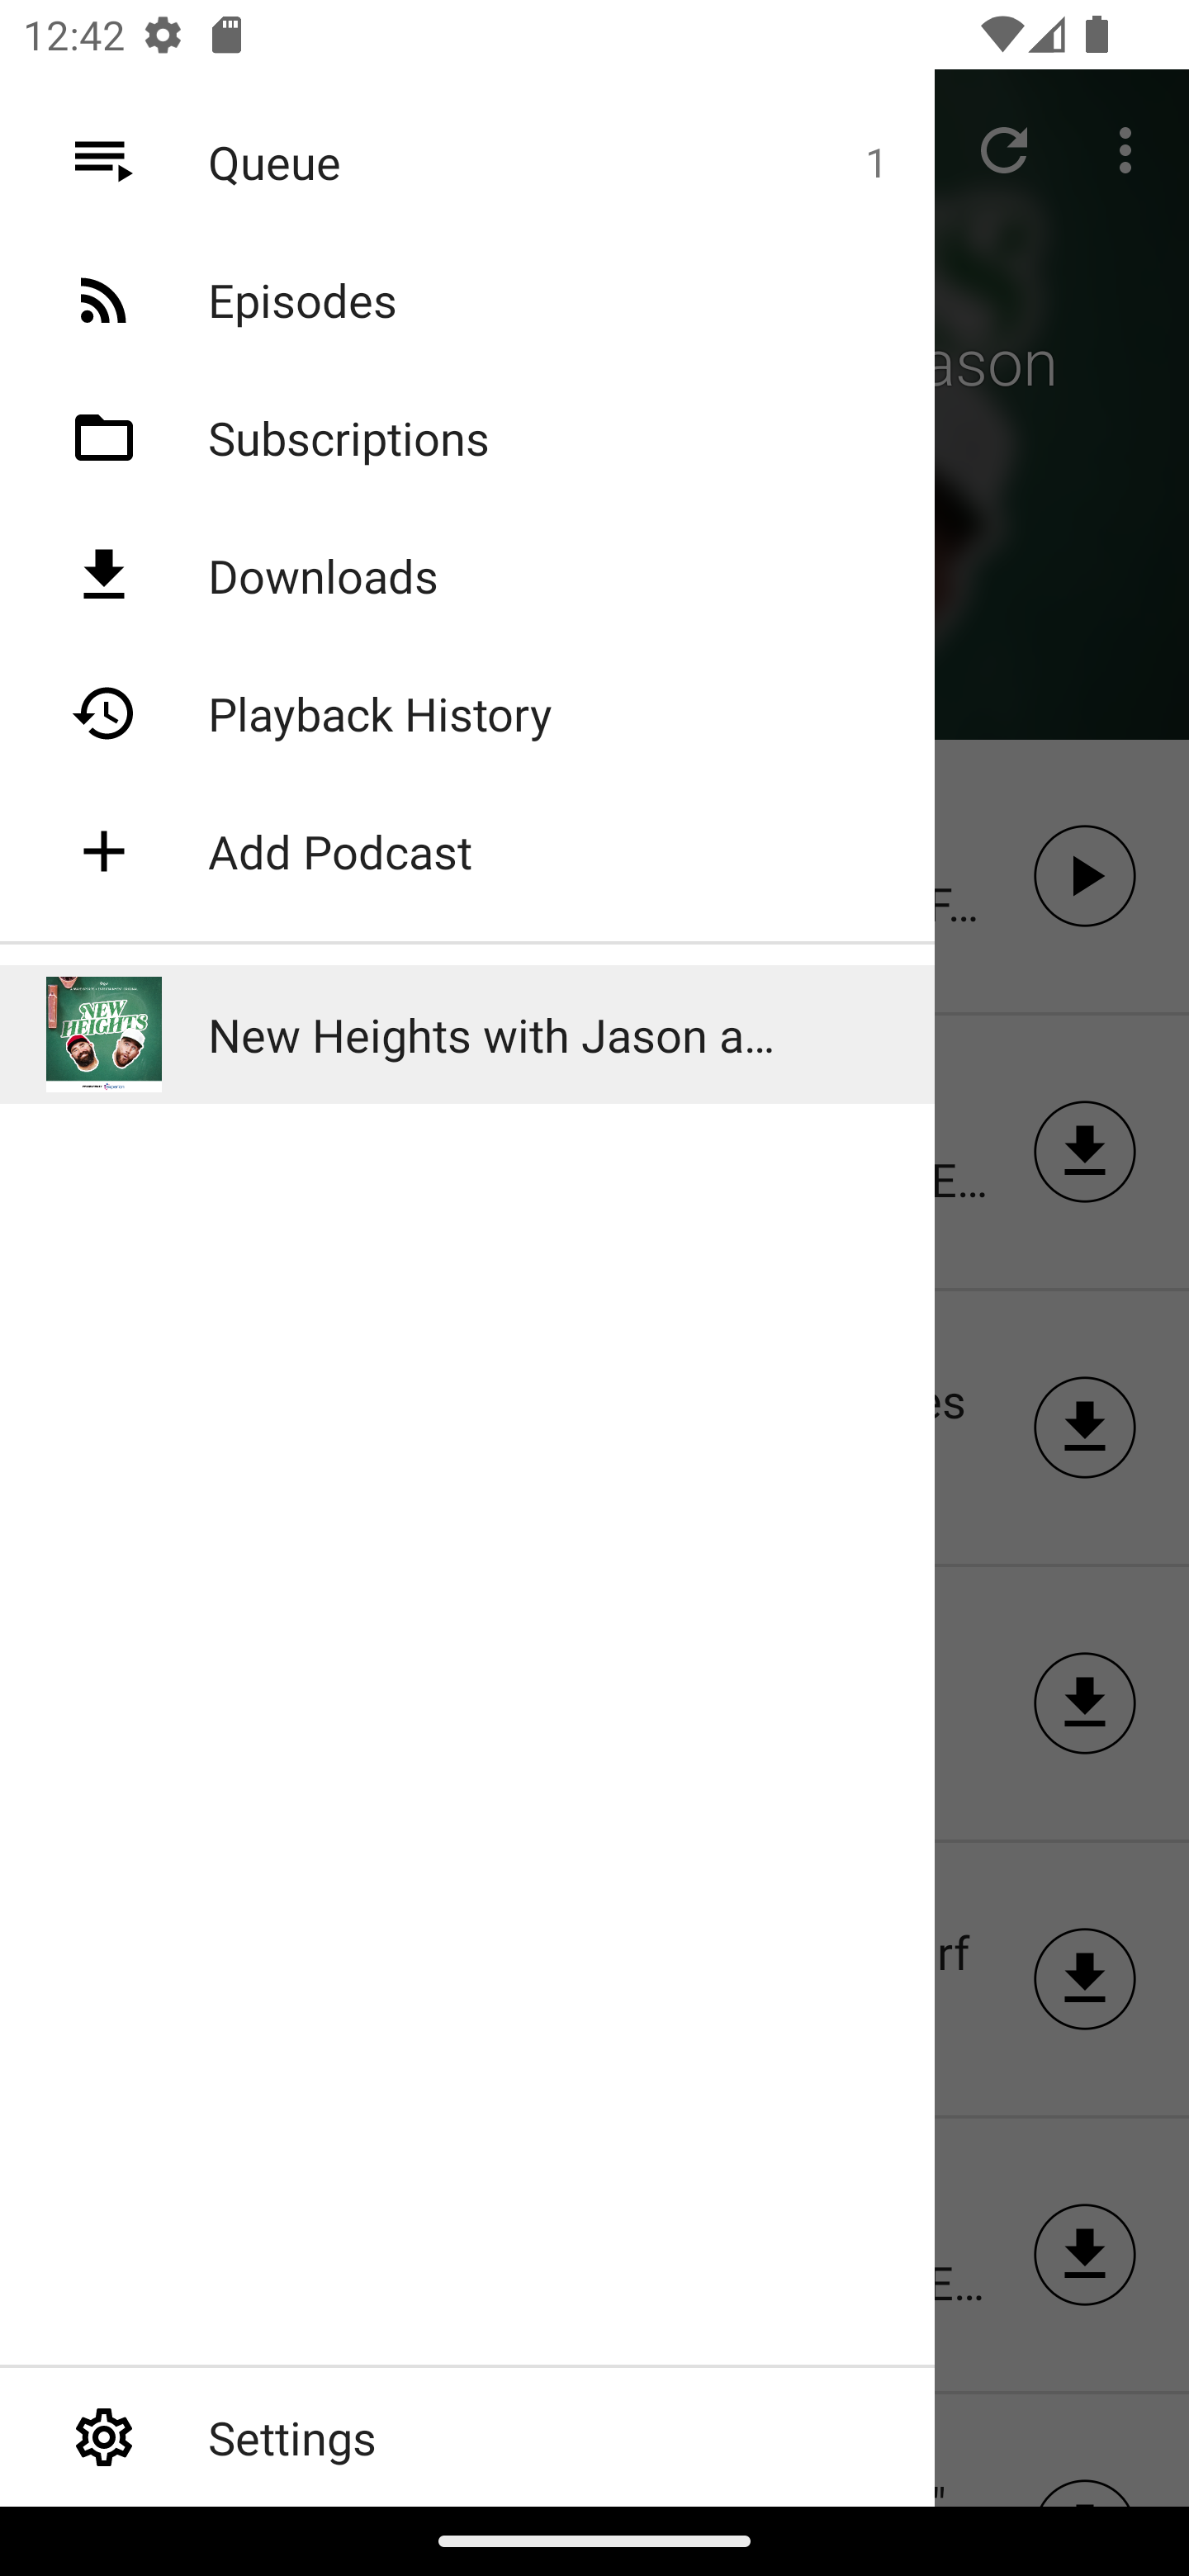 12:42
Queue
1
Episodes
Subscriptions
Downloads
Playback History
Add Podcast
NEW
HEIGHTS
New Heights with Jason a...
Settings
ason
F...
E...
es
rf
E...
"